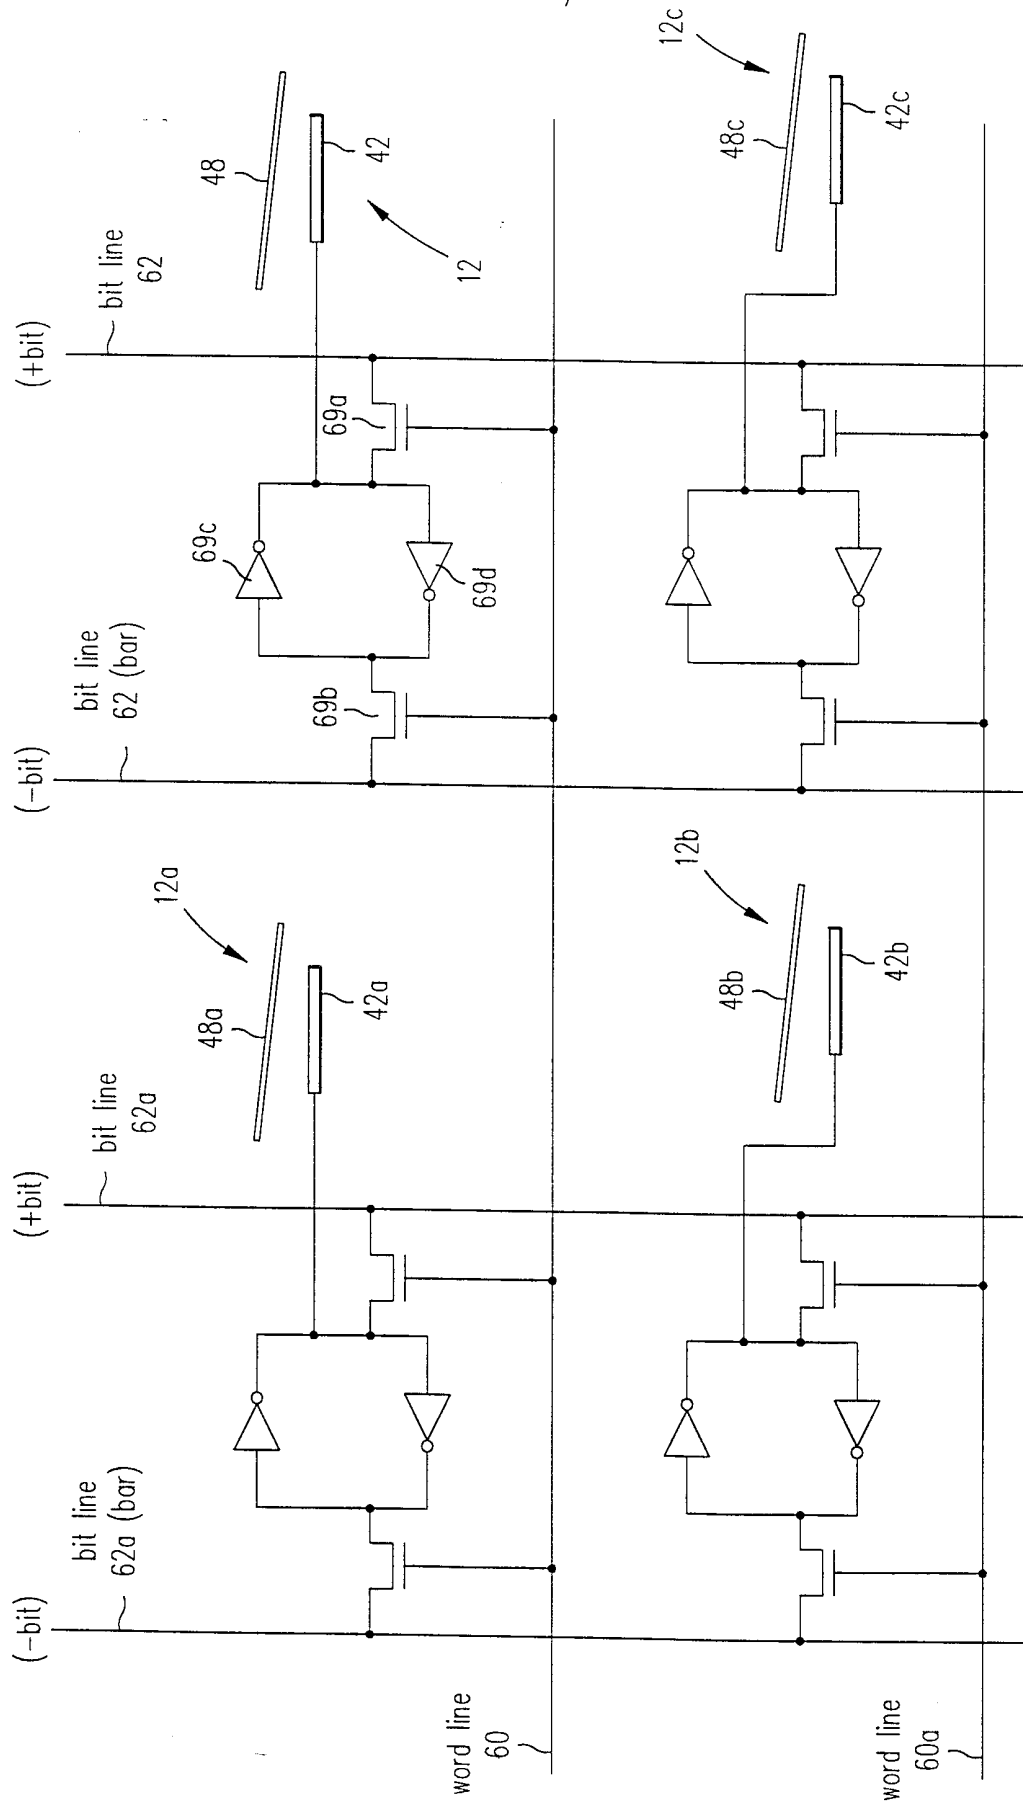 (-bit)
bit line
62a (bar)
(+bit)
bit line
62a
(-bit)
bit line
62 (bar)
(+bit)
bit line
62
12a
48a
42a
69c
69a
69b
69d
48
42
12
word line
60
12b
48b
42b
12c
48c
42c
word line
60a